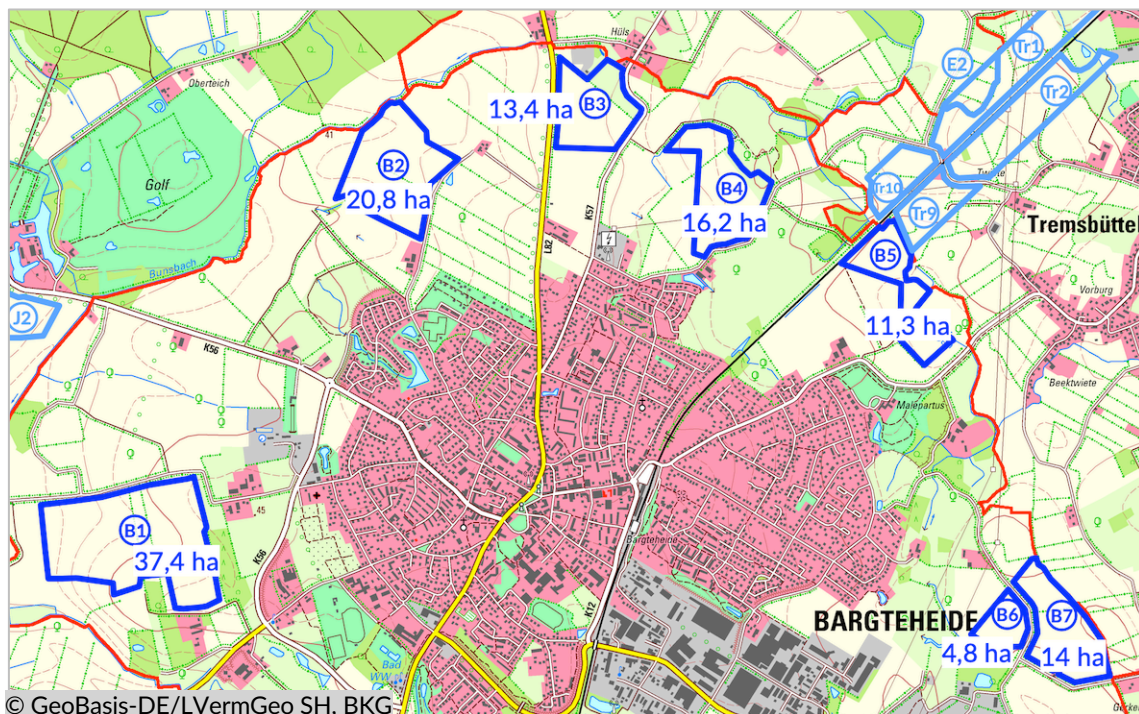 Hüls
E2
Tr1
Tr2
Oberteich
13,4 ha
B3
41
Golf
B2
20,8 ha
B4
16,2 ha
K57
L82
Tr10
Tr9
Tremsbüttel
Bunsbach
B5
J2
K56
11,3 ha
Vorburg
Beektwiete
Malepartus
B1
37,4 ha
45
K56
Bargteheide
K12
BARGTEHEIDE
B6
B7
4,8 ha
14 ha
Bad
© GeoBasis-DE/LVermGeo SH, BKG